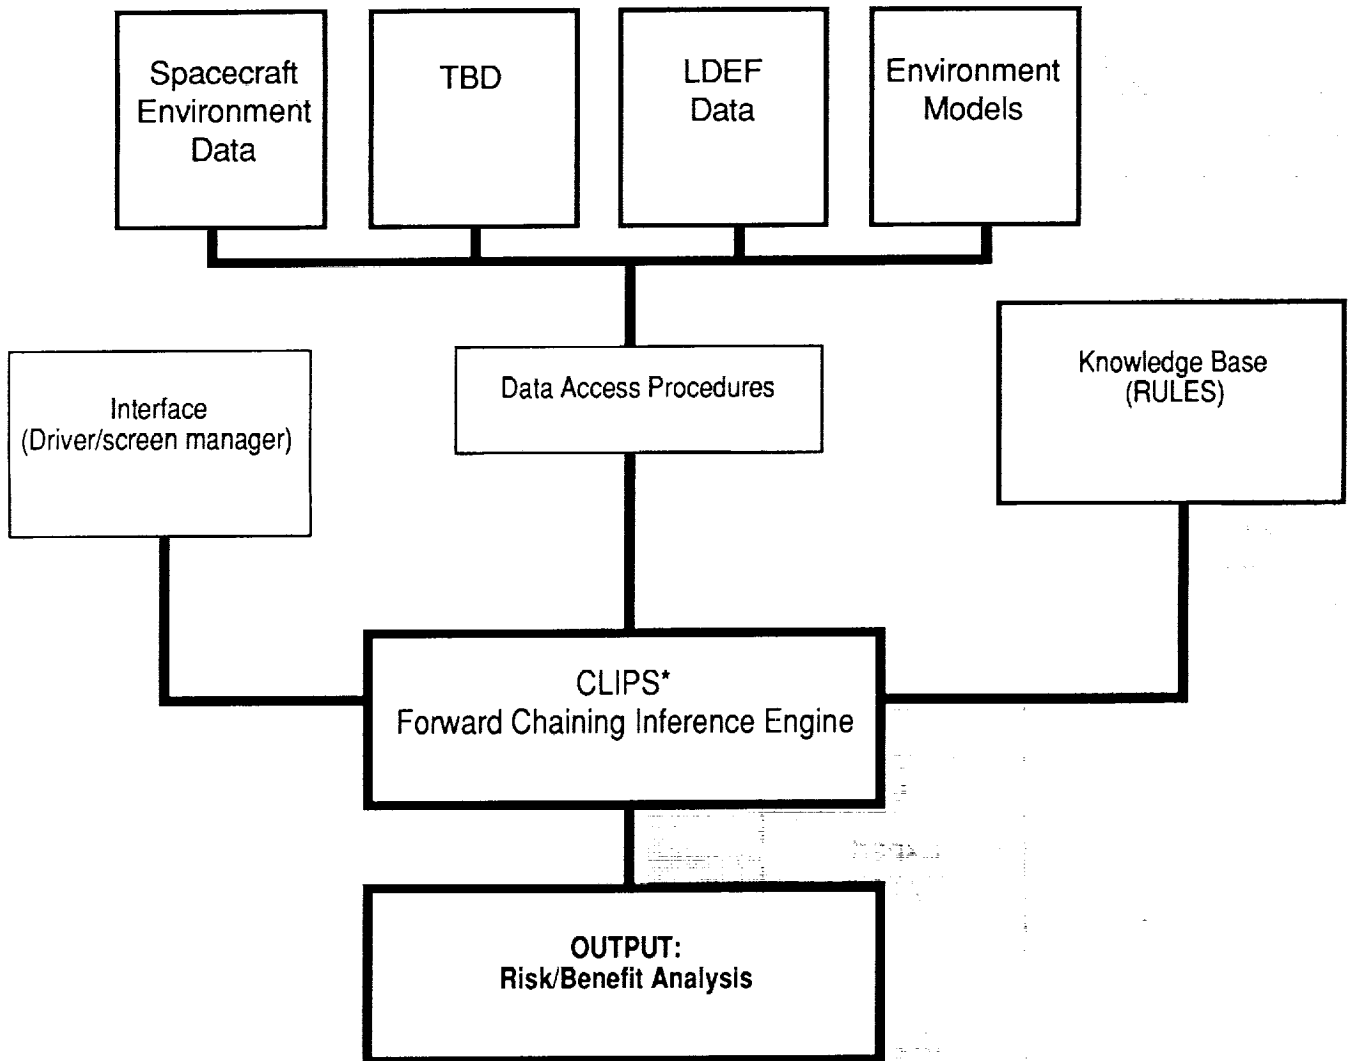 Spacecraft
Environment
Data
TBD
LDEF
Data
Environment
Models
Interface
(Driver/screen manager)
Data Access Procedures
Knowledge Base
(RULES)
CLIPS*
Forward Chaining Inference Engine
OUTPUT:
Risk/Benefit Analysis